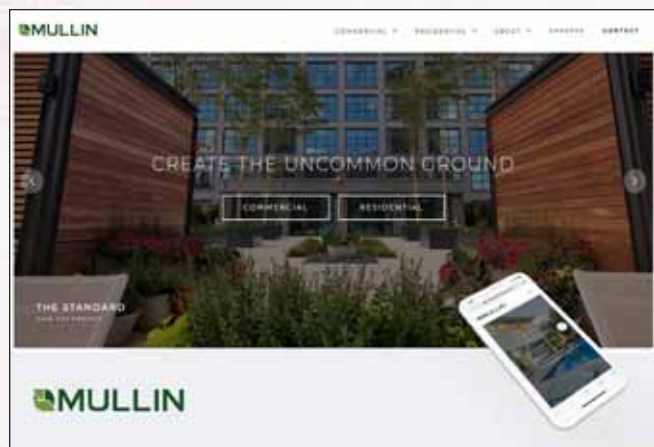 MULLIN
COMMERCIAL RESIDENTIAL ABOUT CAREERS CONTACT
CREATE THE UNCOMMON GROUND
COMMERCIAL RESIDENTIAL
THE STANDARD
MULLIN